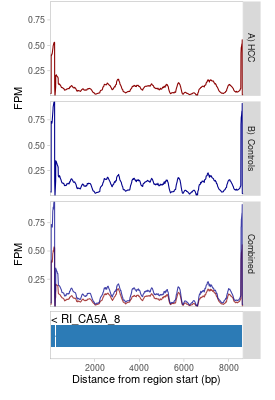 0.75
0.50
0.25
FPM
A) HCC
0.75
0.50
0.25
B) Controls
0.75
0.50
0.25
FPM
Combined
< RI_CA5A_8
2000 4000 6000 8000
Distance from region start (bp)